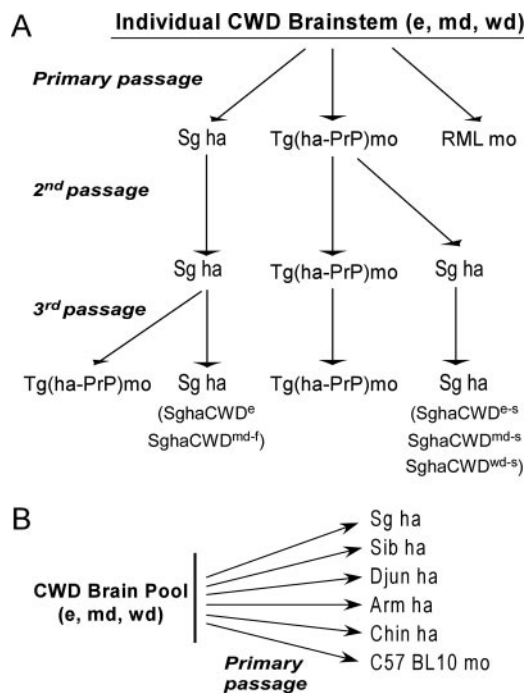 A
Individual CWD Brainstem (e, md, wd)
Primary passage
Sg ha Tg(ha-PrP)mo RML mo
2nd passage
Sg ha Tg(ha-PrP)mo Sg ha
3rd passage
Tg(ha-PrP)mo Sg ha Tg(ha-PrP)mo Sg ha
(SghaCWDe (SghaCWDe-s
SghaCWDmd-f) SghaCWDmd-s
SghaCWDwd-s)
B
CWD Brain Pool
(e, md, wd)
Primary
passage
Sg ha
Sib ha
Djun ha
Arm ha
Chin ha
C57 BL10 mo